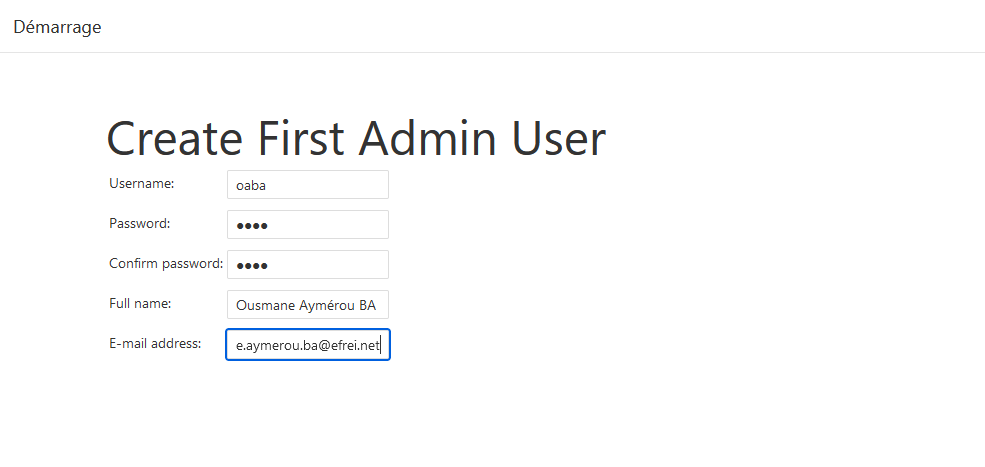 Démarrage
Create First Admin User
Username: oaba
Password: ●●●●
Confirm password: ●●●●
Full name: Ousmane Aymérou BA
E-mail address: e.aymerou.ba@efrei.net